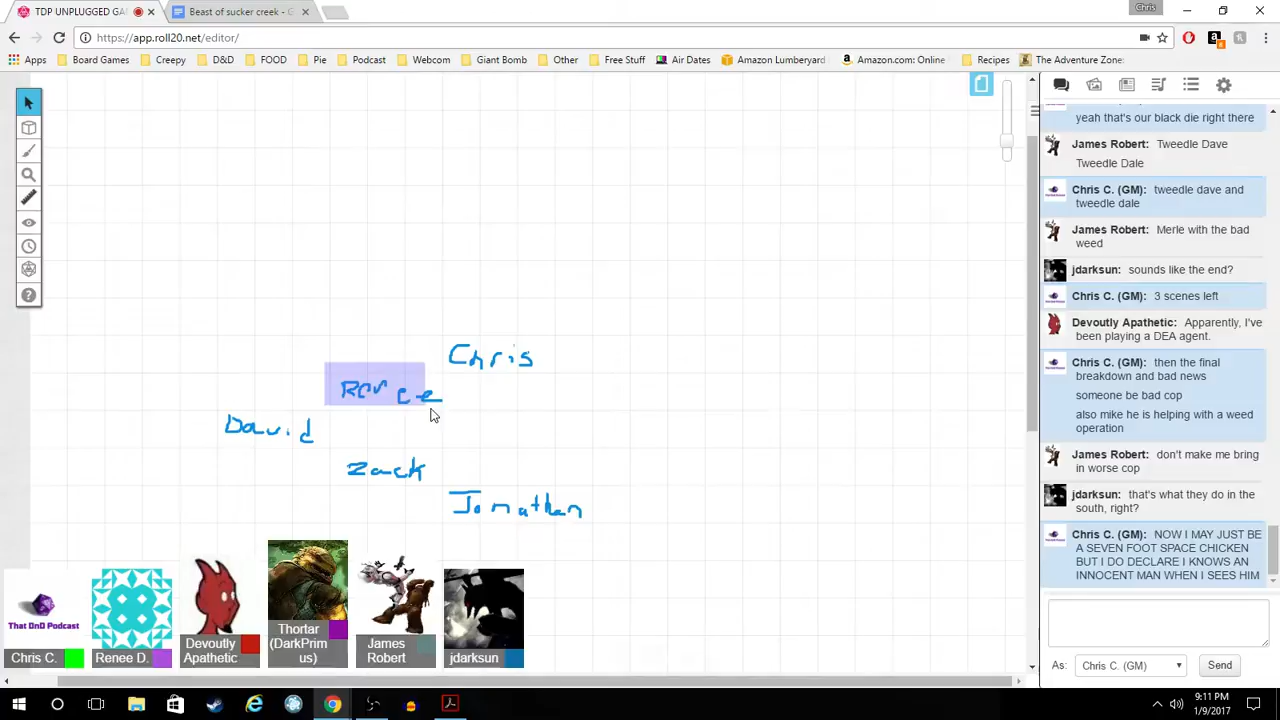 TDP UNPLUGGED GA
Beast of sucker creek - G
Chris
https://app.roll20.net/editor/
Apps
Board Games
Creepy
D&D
FOOD
Pie
Podcast
Webcom
Giant Bomb
Other
Free Stuff
Air Dates
Amazon Lumberyard
Amazon.com: Online
Recipes
The Adventure Zone:
yeah that's our black die right there
James Robert: Tweedle Dave
Tweedle Dale
Chris C. (GM): tweedle dave and
tweedle dale
James Robert: Merle with the bad
weed
jdarksun: sounds like the end?
Chris C. (GM): 3 scenes left
Devoutly Apathetic: Apparently, I've
been playing a DEA agent.
Chris C. (GM): then the final
breakdown and bad news
someone be bad cop
also mike he is helping with a weed
operation
James Robert: don't make me bring
in worse cop
jdarksun: that's what they do in the
south, right?
Chris C. (GM): NOW I MAY JUST BE
A SEVEN FOOT SPACE CHICKEN
BUT I DO DECLARE I KNOWS AN
INNOCENT MAN WHEN I SEES HIM
As:
Chris C. (GM)
Send
Chris
David
Zack
Jonathan
That DnD Podcast
Chris C.
Renee D.
Devoutly
Apathetic
Thortar
(DarkPrim
us)
James
Robert
jdarksun
9:11 PM
1/9/2017